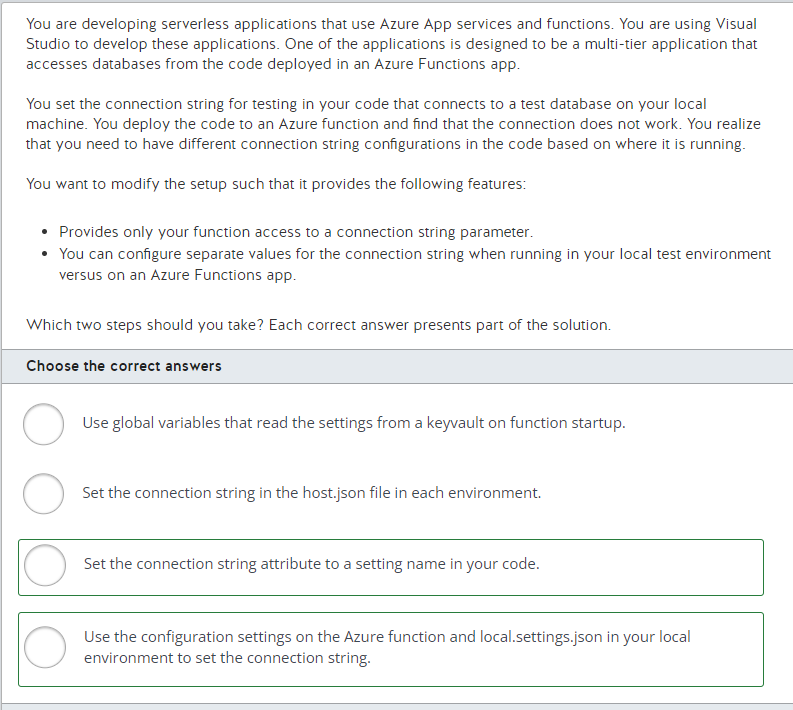 You are developing serverless applications that use Azure App services and functions. You are using Visual
Studio to develop these applications. One of the applications is designed to be a multi-tier application that
accesses databases from the code deployed in an Azure Functions app.
You set the connection string for testing in your code that connects to a test database on your local
machine. You deploy the code to an Azure function and find that the connection does not work. You realize
that you need to have different connection string configurations in the code based on where it is running.
You want to modify the setup such that it provides the following features:
• Provides only your function access to a connection string parameter.
• You can configure separate values for the connection string when running in your local test environment
versus on an Azure Functions app.
Which two steps should you take? Each correct answer presents part of the solution.
Choose the correct answers
Use global variables that read the settings from a keyvault on function startup.
Set the connection string in the host.json file in each environment.
Set the connection string attribute to a setting name in your code.
Use the configuration settings on the Azure function and local.settings.json in your local
environment to set the connection string.